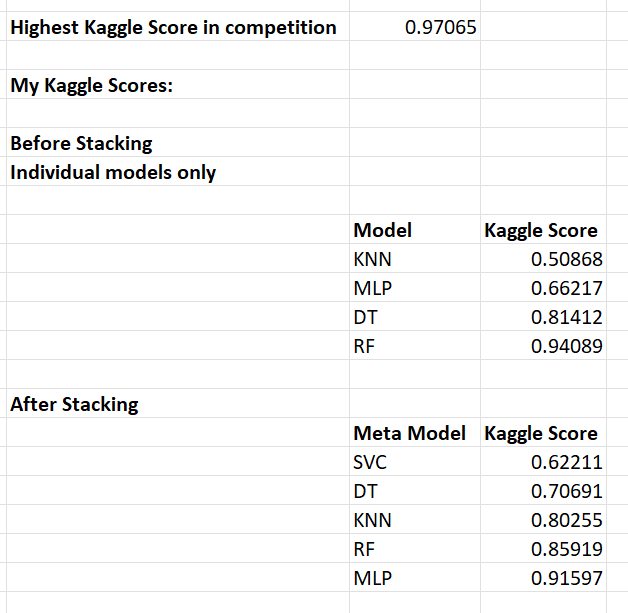 Highest Kaggle Score in competition 0.97065
My Kaggle Scores:
Before Stacking
Individual models only
Model Kaggle Score
KNN 0.50868
MLP 0.66217
DT 0.81412
RF 0.94089
After Stacking
Meta Model Kaggle Score
SVC 0.62211
DT 0.70691
KNN 0.80255
RF 0.85919
MLP 0.91597